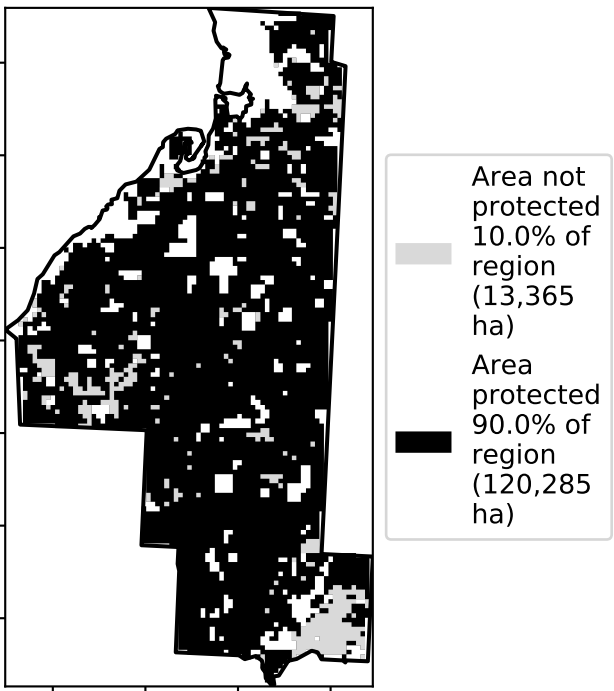 Area not
protected
10.0% of
region
(13,365
ha)
Area
protected
90.0% of
region
(120,285
ha)